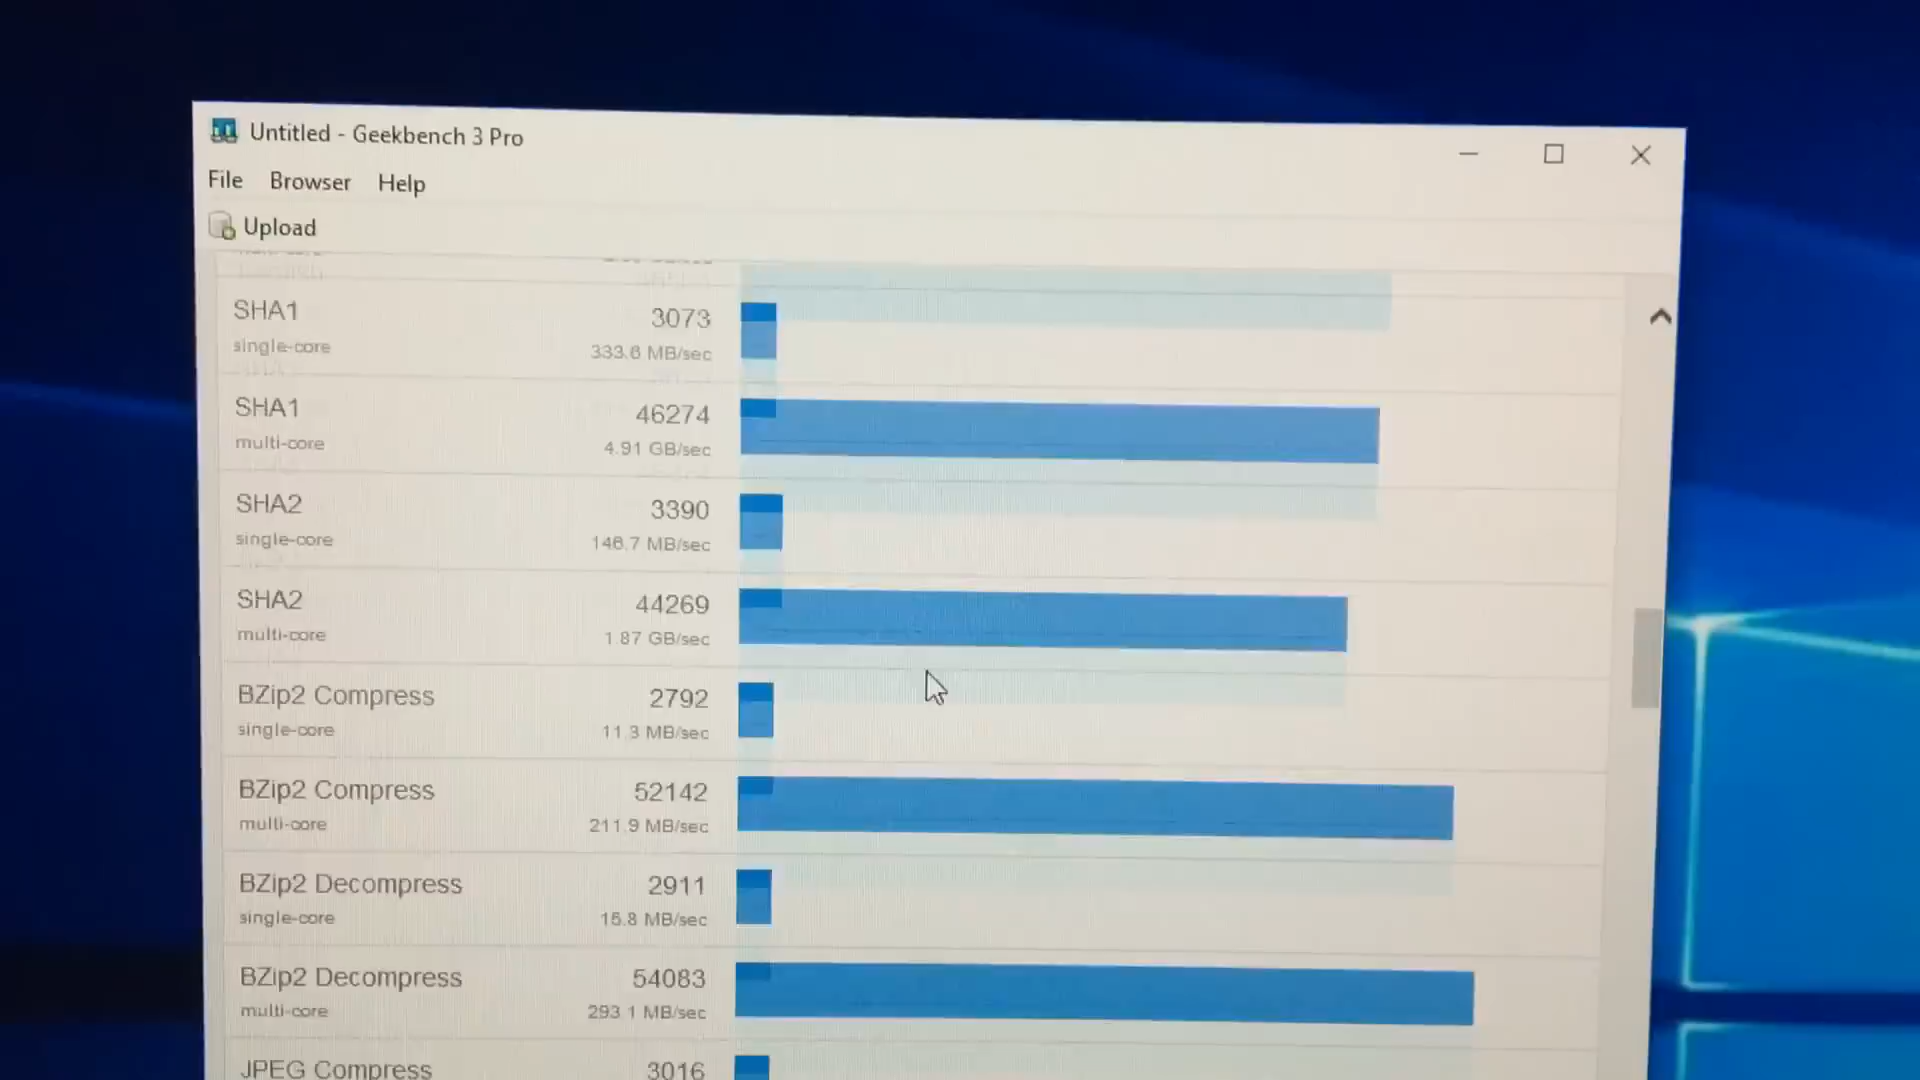 Untitled - Geekbench 3 Pro
File Browser Help
Upload
SHA1 3073
single-core 333.6 MB/sec
SHA1 46274
multi-core 4.91 GB/sec
SHA2 3390
single-core 146.7 MB/sec
SHA2 44269
multi-core 1.87 GB/sec
BZip2 Compress 2792
single-core 11.3 MB/sec
BZip2 Compress 52142
multi-core 211.9 MB/sec
BZip2 Decompress 2911
single-core 15.8 MB/sec
BZip2 Decompress 54083
multi-core 293.1 MB/sec
JPEG Compress 3016